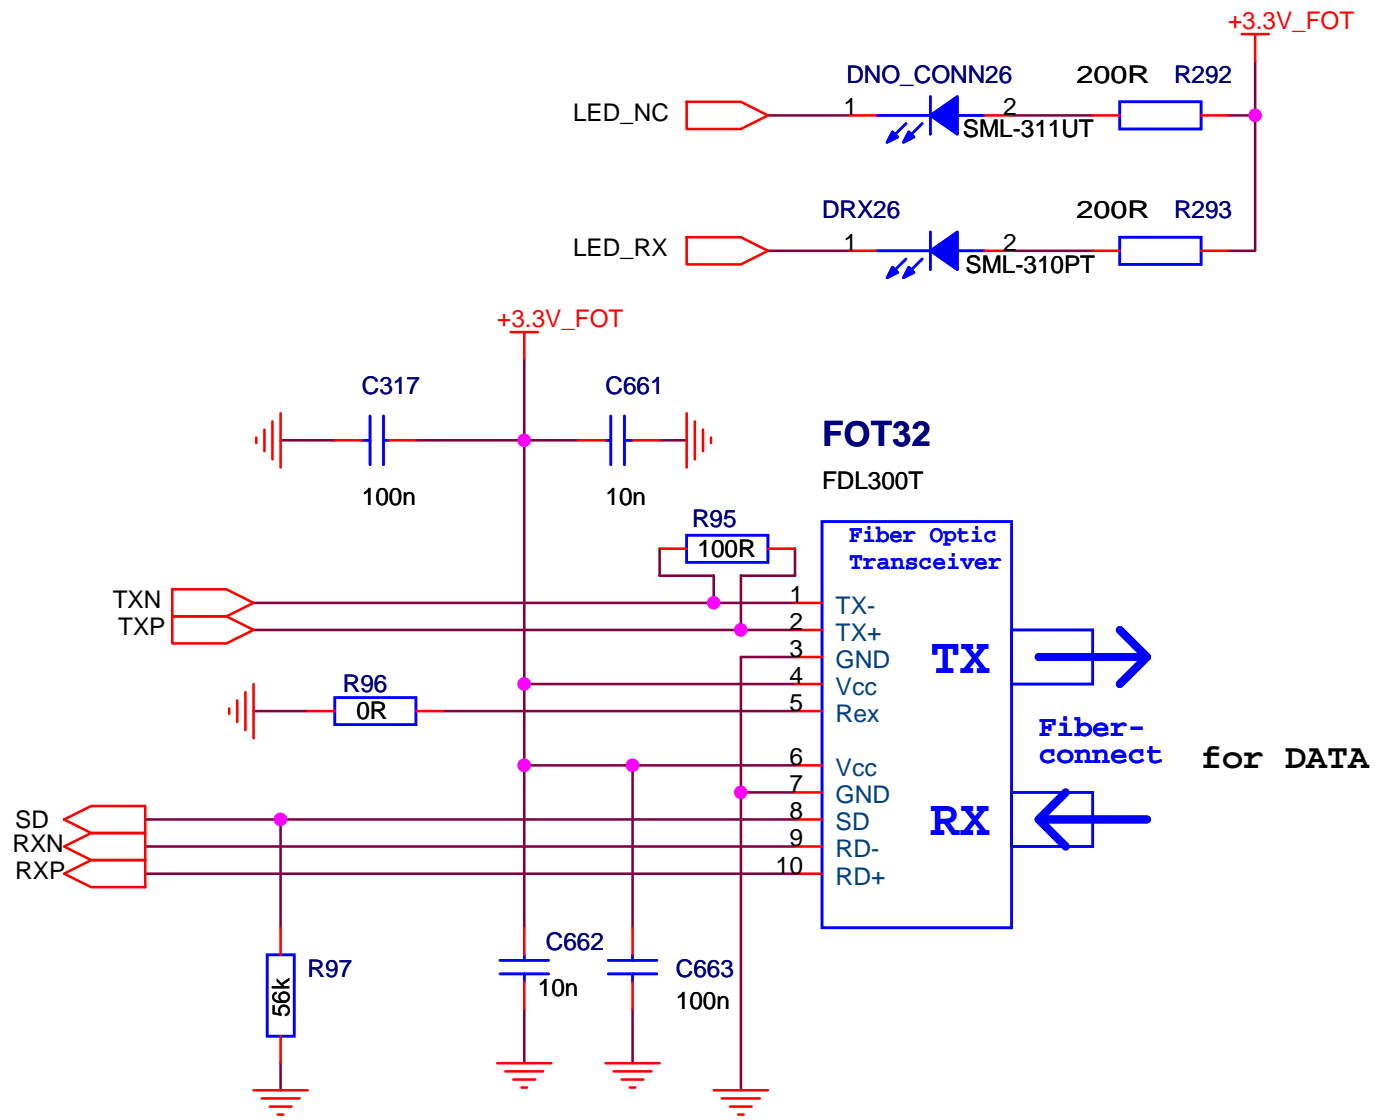 +3.3V_FOT
DNO_CONN26
200R
R292
LED_NC
1
2
SML-311UT
DRX26
200R
R293
LED_RX
1
2
SML-310PT
+3.3V_FOT
C317
C661
100n
10n
FOT32
FDL300T
R95
100R
Fiber Optic
Transceiver
TXN
1
TX-
TXP
2
TX+
3
GND
TX
R96
4
Vcc
0R
5
Rex
Fiber-
connect
for DATA
6
Vcc
7
GND
SD
8
SD
RX
RXN
9
RD-
RXP
10
RD+
C662
10n
C663
100n
R97
56k